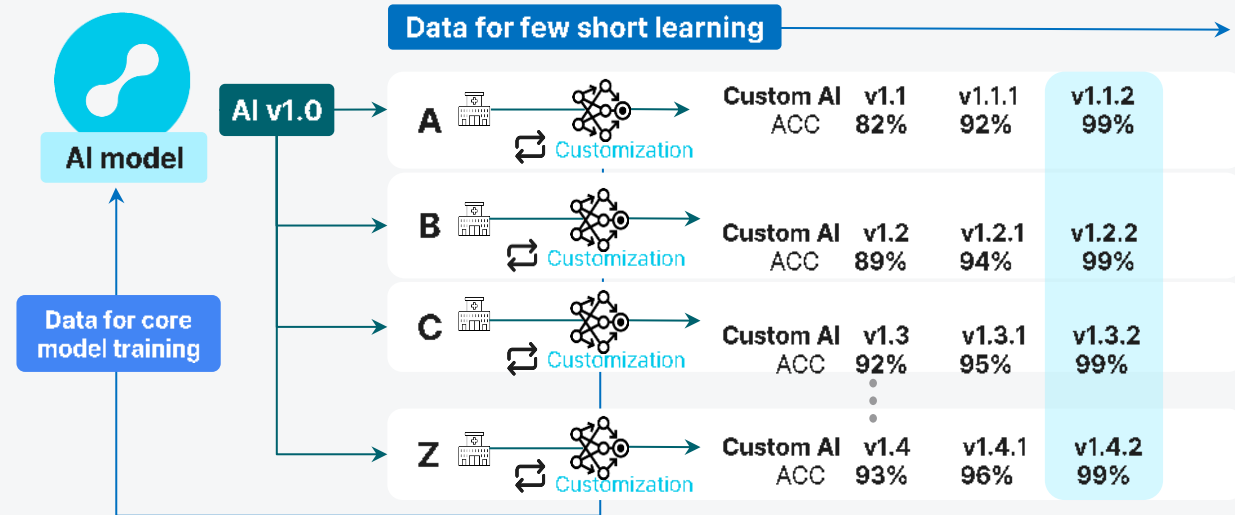 Data for few short learning
AI model
AI v1.0
A
Customization
Custom AI v1.1 v1.1.1 v1.1.2
ACC 82% 92% 99%
B
Customization
Custom AI v1.2 v1.2.1 v1.2.2
ACC 89% 94% 99%
Data for core
model training
C
Customization
Custom AI v1.3 v1.3.1 v1.3.2
ACC 92% 95% 99%
Z
Customization
Custom AI v1.4 v1.4.1 v1.4.2
ACC 93% 96% 99%